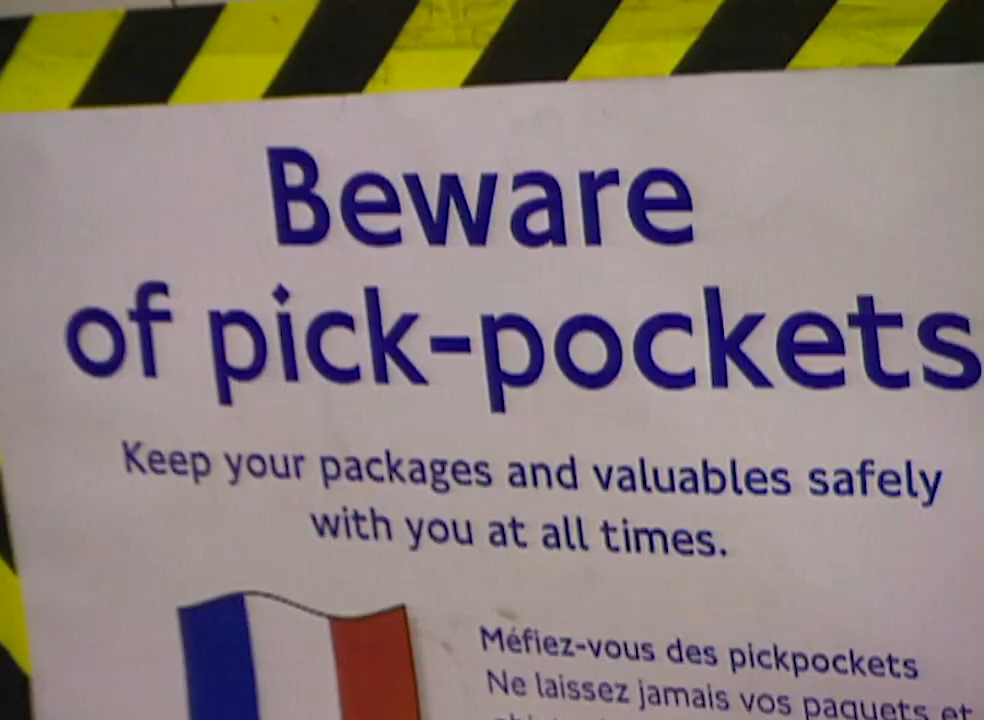 Beware
of pick-pockets
Keep your packages and valuables safely
with you at all times.
Méfiez-vous des pickpockets
Ne laissez jamais vos paquets et